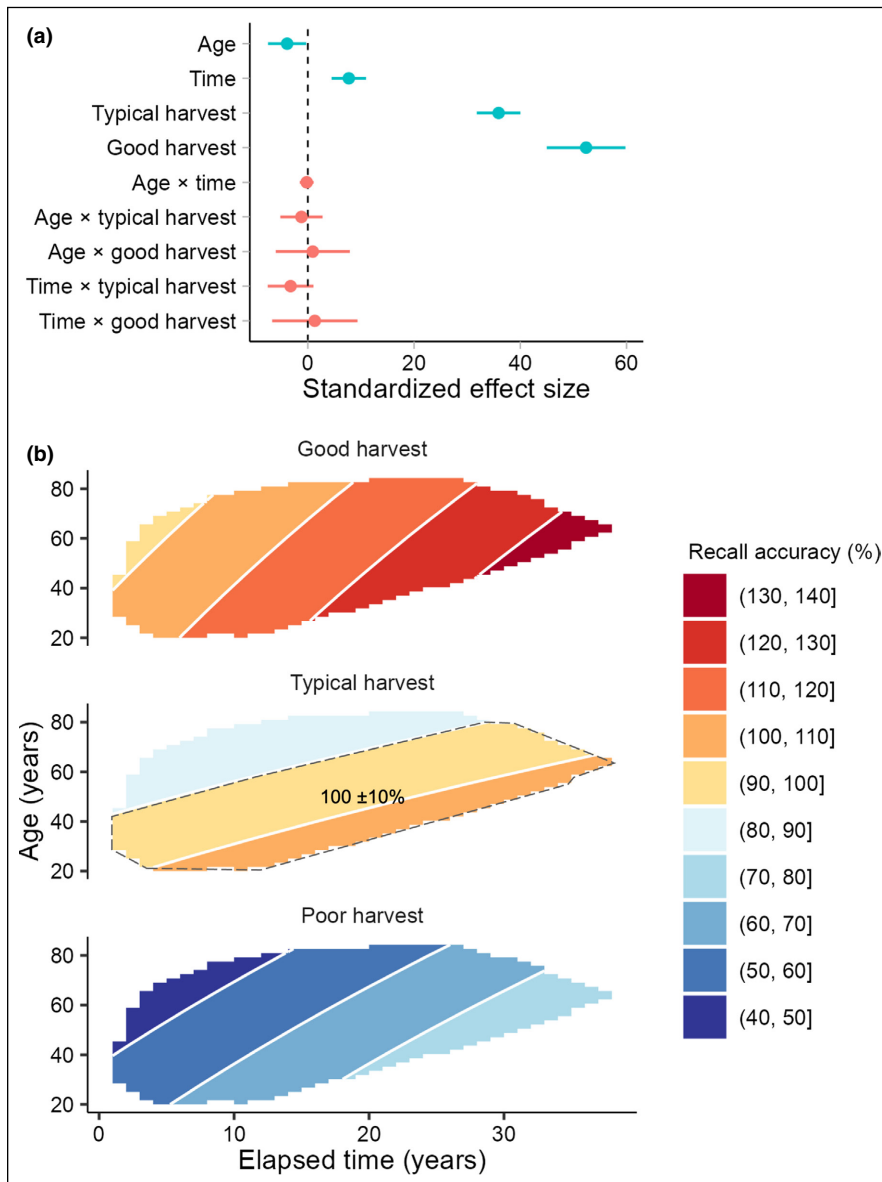 (a)
Age
Time
Typical harvest
Good harvest
Age × time
Age × typical harvest
Age × good harvest
Time × typical harvest
Time × good harvest
0
20
40
60
Standardized effect size
(b)
Good harvest
80
60
40
20
Typical harvest
80
60
40
20
100 ±10%
Age (years)
Poor harvest
80
60
40
20
0
10
20
30
Elapsed time (years)
Recall accuracy (%)
(130, 140]
(120, 130]
(110, 120]
(100, 110]
(90, 100]
(80, 90]
(70, 80]
(60, 70]
(50, 60]
(40, 50]